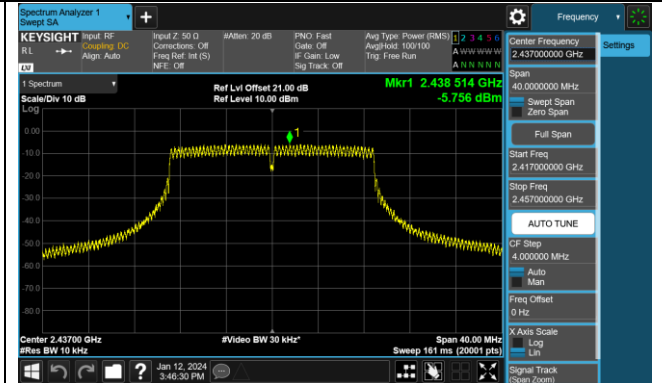 Spectrum Analyzer 1
Swept SA
Frequency
KEYSIGHT
RL
LXI
Input: RF
Coupling: DC
Align: Auto
Input Z: 50 Ω
Corrections: Off
Freq Ref: Int (S)
NFE: Off
#Atten: 20 dB
PNO: Fast
Gate: Off
IF Gain: Low
Sig Track: Off
Avg Type: Power (RMS)
Avg|Hold: 100/100
Trig: Free Run
1 2 3 4 5 6
A W W W W W
A N N N N N
1 Spectrum
Scale/Div 10 dB
Ref Lvl Offset 21.00 dB
Ref Level 10.00 dBm
Mkr1 2.438 514 GHz
-5.756 dBm
Log
1
0.00
-10.0
-20.0
-30.0
-40.0
-50.0
-60.0
-70.0
-80.0
Center 2.43700 GHz
#Res BW 10 kHz
#Video BW 30 kHz*
Span 40.00 MHz
Sweep 161 ms (20001 pts)
Jan 12, 2024
3:46:30 PM
Center Frequency
2.437000000 GHz
Span
40.0000000 MHz
Swept Span
Zero Span
Full Span
Start Freq
2.417000000 GHz
Stop Freq
2.457000000 GHz
AUTO TUNE
CF Step
4.000000 MHz
Auto
Man
Freq Offset
0 Hz
X Axis Scale
Log
Lin
Signal Track
(Span Zoom)
Settings